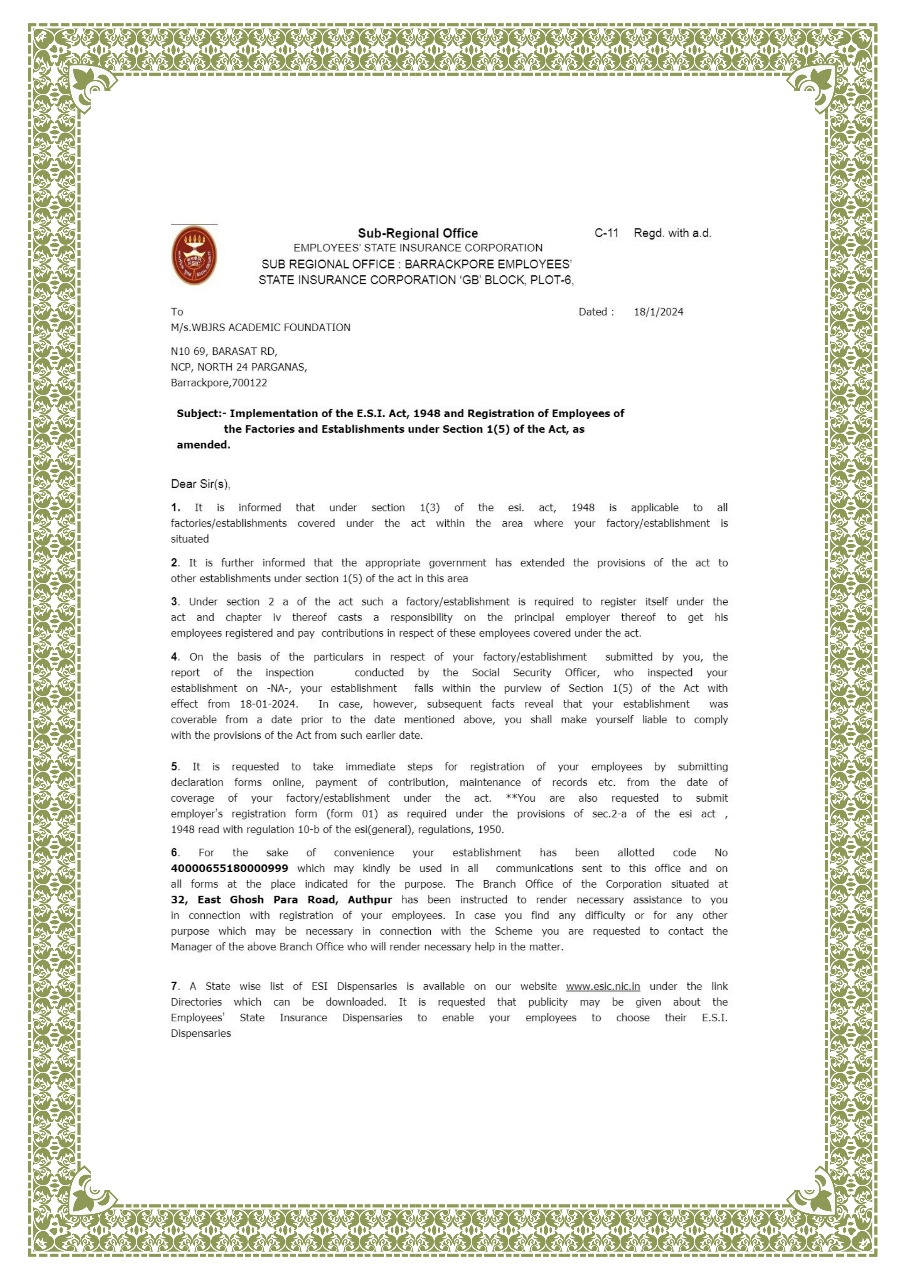 Sub-Regional Office
C-11 Regd. with a.d.
EMPLOYEES' STATE INSURANCE CORPORATION
SUB REGIONAL OFFICE : BARRACKPORE EMPLOYEES'
STATE INSURANCE CORPORATION 'GB' BLOCK, PLOT-6,
To
Dated : 18/1/2024
M/s.WBJRS ACADEMIC FOUNDATION
N10 69, BARASAT RD,
NCP, NORTH 24 PARGANAS,
Barrackpore,700122
Subject:- Implementation of the E.S.I. Act, 1948 and Registration of Employees of
the Factories and Establishments under Section 1(5) of the Act, as
amended.
Dear Sir(s),
1. It is informed that under section 1(3) of the esi. act, 1948 is applicable to all
factories/establishments covered under the act within the area where your factory/establishment is
situated
2. It is further informed that the appropriate government has extended the provisions of the act to
other establishments under section 1(5) of the act in this area
3. Under section 2 a of the act such a factory/establishment is required to register itself under the
act and chapter iv thereof casts a responsibility on the principal employer thereof to get his
employees registered and pay contributions in respect of these employees covered under the act.
4. On the basis of the particulars in respect of your factory/establishment submitted by you, the
report of the inspection conducted by the Social Security Officer, who inspected your
establishment on -NA-, your establishment falls within the purview of Section 1(5) of the Act with
effect from 18-01-2024. In case, however, subsequent facts reveal that your establishment was
coverable from a date prior to the date mentioned above, you shall make yourself liable to comply
with the provisions of the Act from such earlier date.
5. It is requested to take immediate steps for registration of your employees by submitting
declaration forms online, payment of contribution, maintenance of records etc. from the date of
coverage of your factory/establishment under the act. **You are also requested to submit
employer's registration form (form 01) as required under the provisions of sec.2-a of the esi act ,
1948 read with regulation 10-b of the esi(general), regulations, 1950.
6. For the sake of convenience your establishment has been allotted code No
40000655180000999 which may kindly be used in all communications sent to this office and on
all forms at the place indicated for the purpose. The Branch Office of the Corporation situated at
32, East Ghosh Para Road, Authpur has been instructed to render necessary assistance to you
in connection with registration of your employees. In case you find any difficulty or for any other
purpose which may be necessary in connection with the Scheme you are requested to contact the
Manager of the above Branch Office who will render necessary help in the matter.
7. A State wise list of ESI Dispensaries is available on our website www.esic.nic.in under the link
Directories which can be downloaded. It is requested that publicity may be given about the
Employees' State Insurance Dispensaries to enable your employees to choose their E.S.I.
Dispensaries